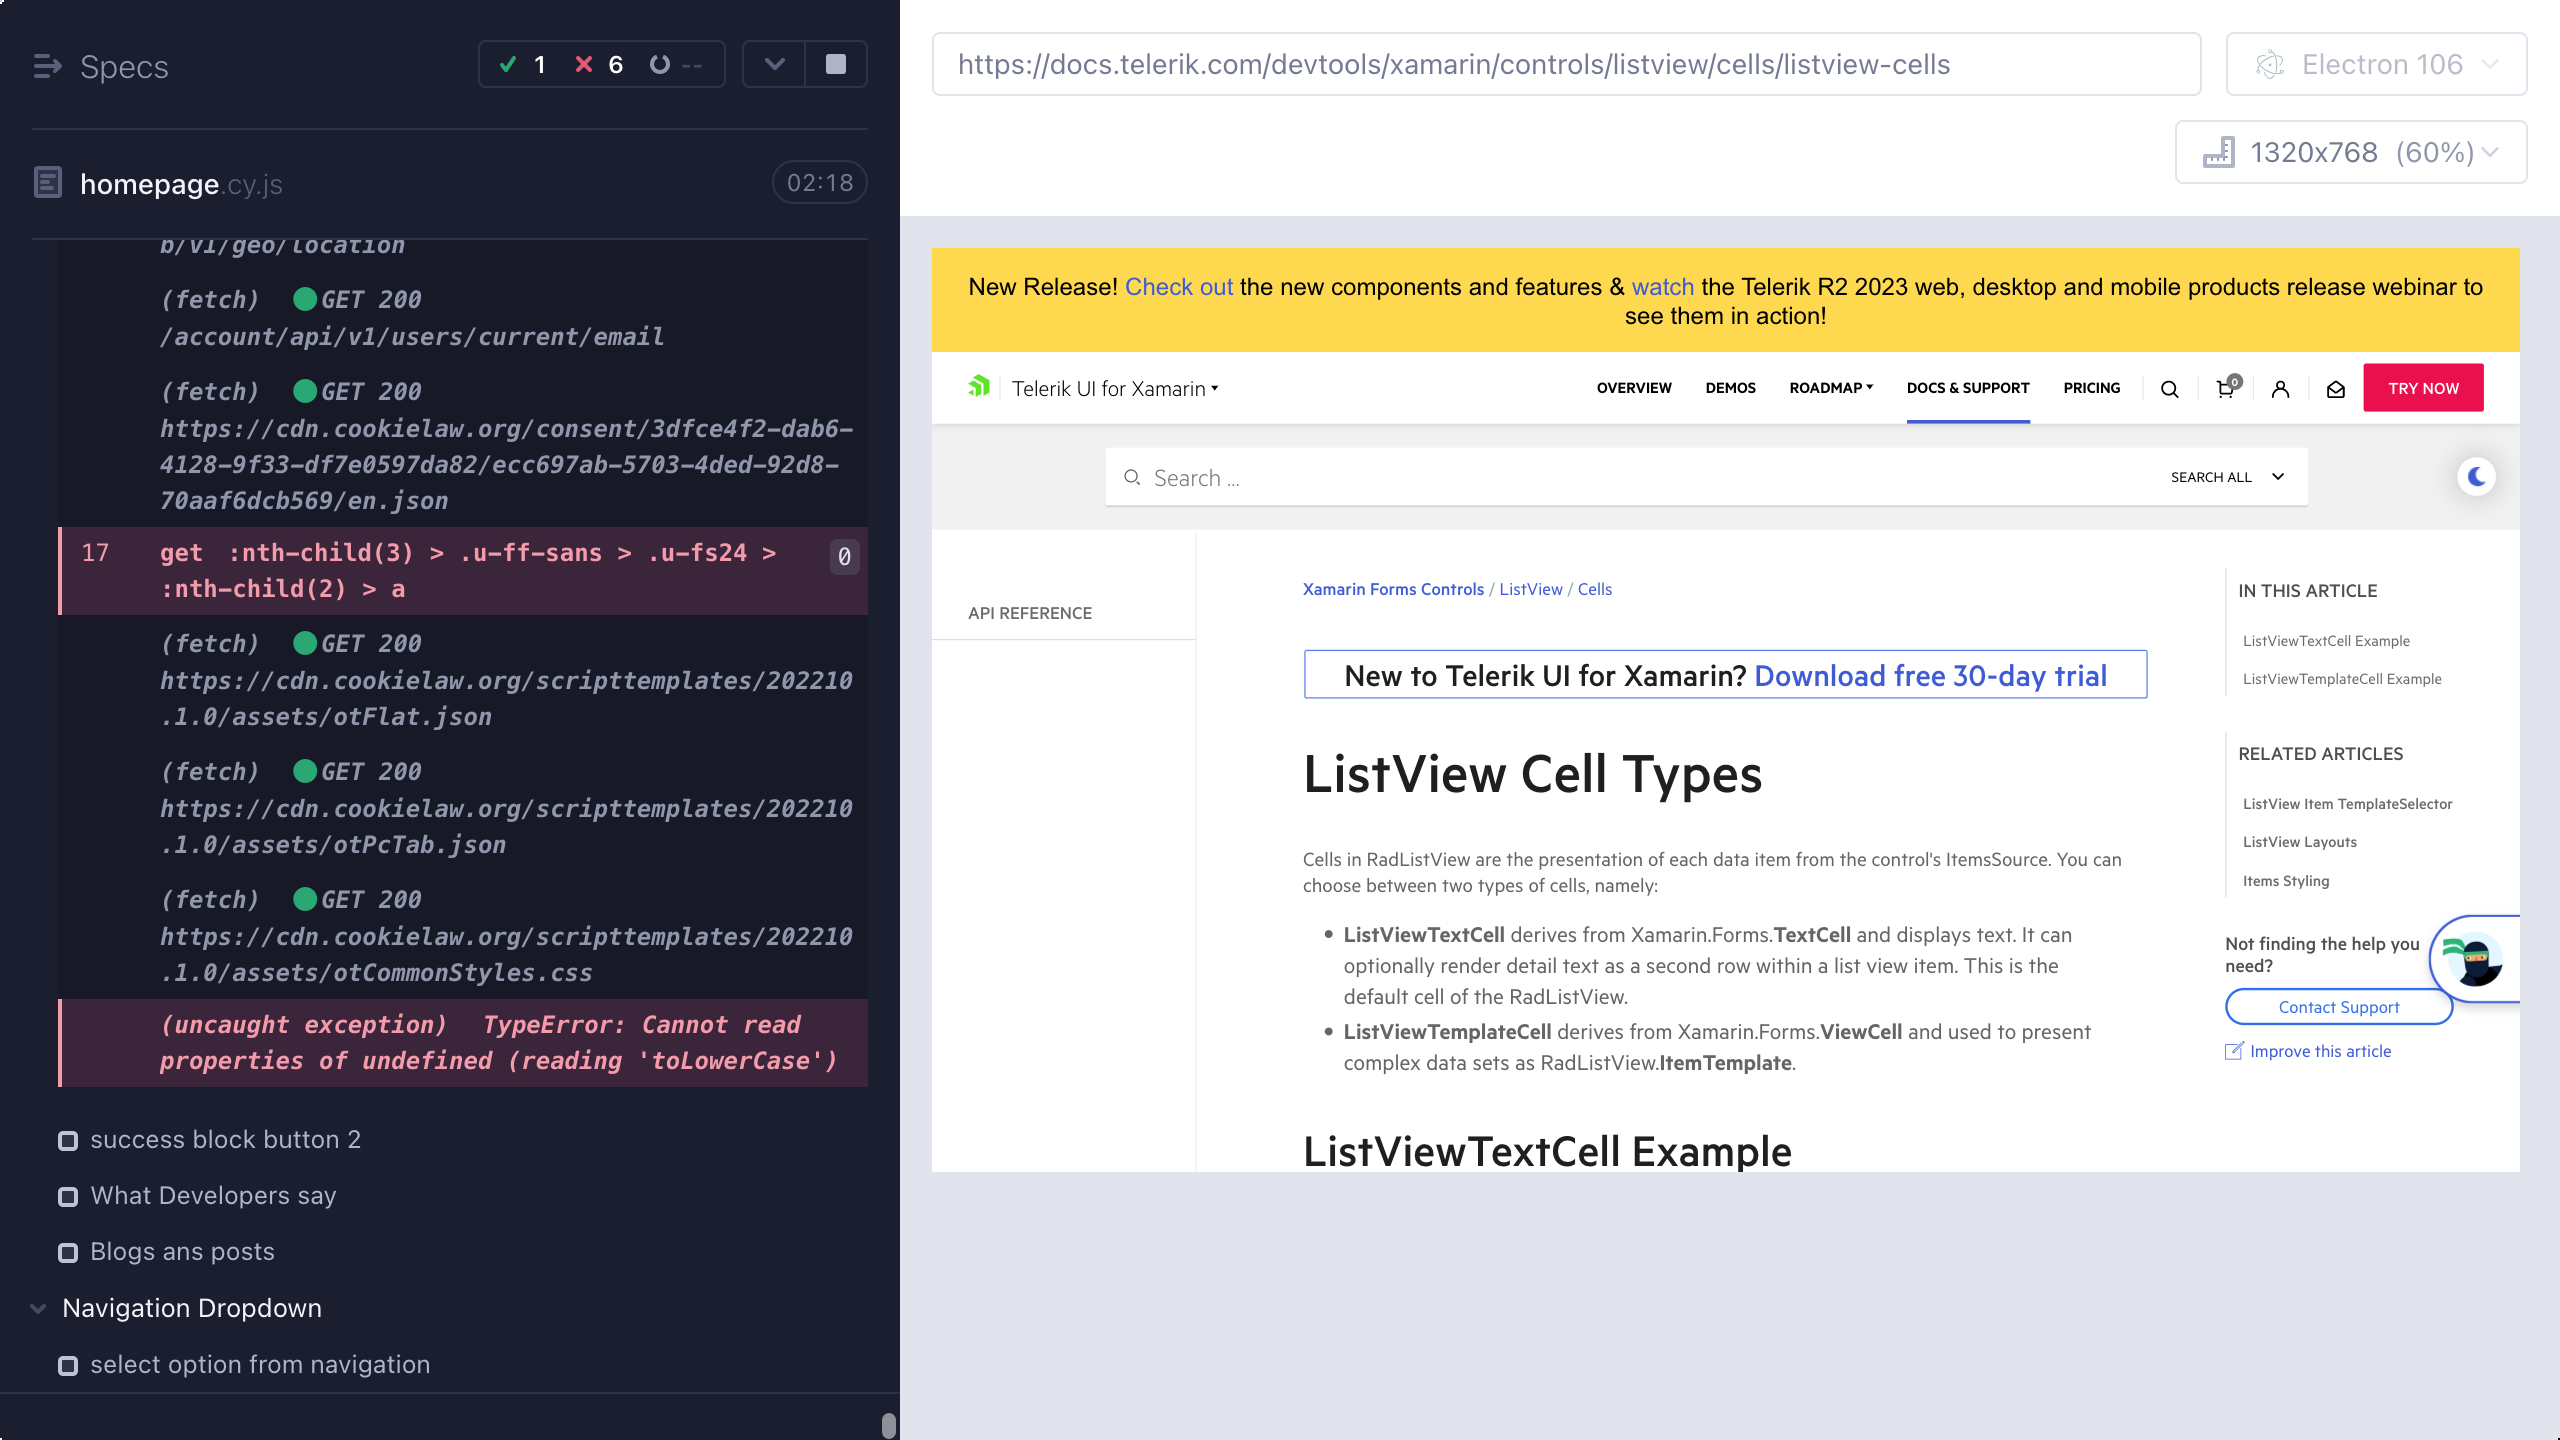 Specs
1 6 --
homepage.cy.js
02:18
b/v1/geo/location
(fetch) GET 200
/account/api/v1/users/current/email
(fetch) GET 200
https://cdn.cookielaw.org/consent/3dfce4f2-dab6-
4128-9f33-df7e0597da82/ecc697ab-5703-4ded-92d8-
70aaf6dcb569/en.json
17 get :nth-child(3) > .u-ff-sans > .u-fs24 > 0
:nth-child(2) > a
(fetch) GET 200
https://cdn.cookielaw.org/scripttemplates/202210
.1.0/assets/otFlat.json
(fetch) GET 200
https://cdn.cookielaw.org/scripttemplates/202210
.1.0/assets/otPcTab.json
(fetch) GET 200
https://cdn.cookielaw.org/scripttemplates/202210
.1.0/assets/otCommonStyles.css
(uncaught exception) TypeError: Cannot read
properties of undefined (reading 'toLowerCase')
success block button 2
What Developers say
Blogs ans posts
Navigation Dropdown
select option from navigation
https://docs.telerik.com/devtools/xamarin/controls/listview/cells/listview-cells
Electron 106
1320x768 (60%)
New Release! Check out the new components and features & watch the Telerik R2 2023 web, desktop and mobile products release webinar to
see them in action!
Telerik UI for Xamarin
OVERVIEW DEMOS ROADMAP DOCS & SUPPORT PRICING 0 TRY NOW
Search ...
SEARCH ALL
API REFERENCE
Xamarin Forms Controls / ListView / Cells
New to Telerik UI for Xamarin? Download free 30-day trial
ListView Cell Types
Cells in RadListView are the presentation of each data item from the control's ItemsSource. You can
choose between two types of cells, namely:
• ListViewTextCell derives from Xamarin.Forms.TextCell and displays text. It can
optionally render detail text as a second row within a list view item. This is the
default cell of the RadListView.
• ListViewTemplateCell derives from Xamarin.Forms.ViewCell and used to present
complex data sets as RadListView.ItemTemplate.
ListViewTextCell Example
IN THIS ARTICLE
ListViewTextCell Example
ListViewTemplateCell Example
RELATED ARTICLES
ListView Item TemplateSelector
ListView Layouts
Items Styling
Not finding the help you
need?
Contact Support
Improve this article